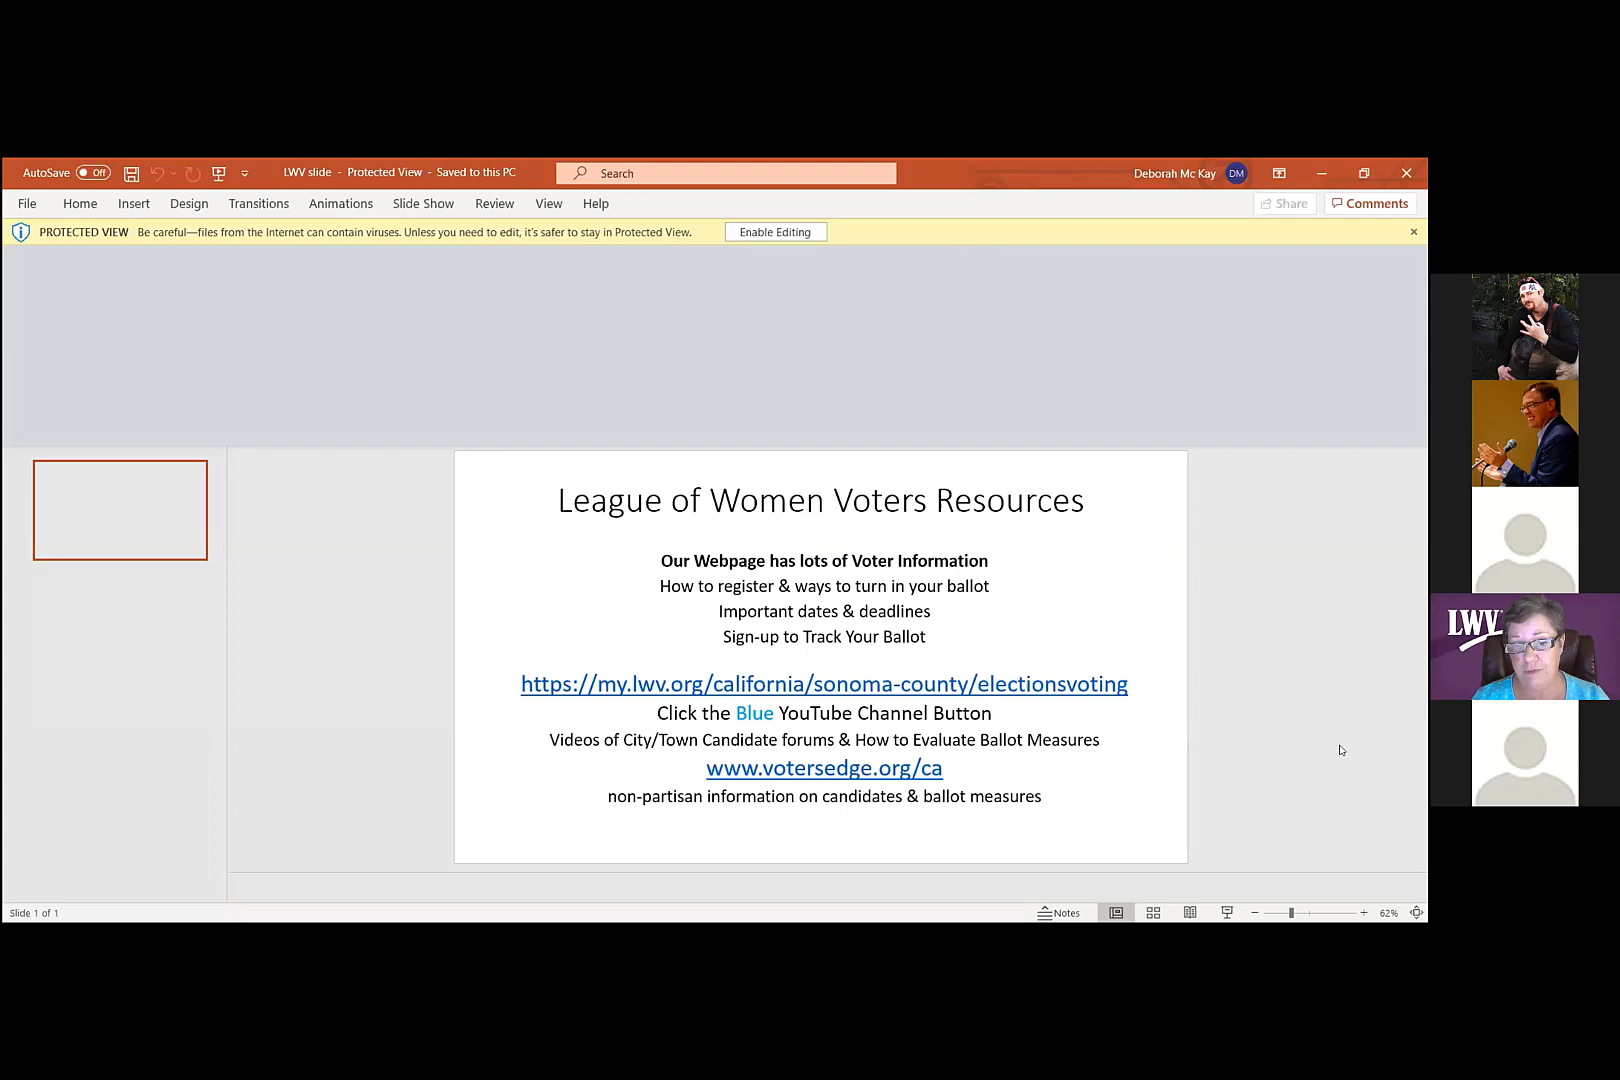 AutoSave Off LWV slide - Protected View - Saved to this PC Search Deborah Mc Kay DM
File Home Insert Design Transitions Animations Slide Show Review View Help Share Comments
PROTECTED VIEW Be careful—files from the Internet can contain viruses. Unless you need to edit, it's safer to stay in Protected View. Enable Editing
League of Women Voters Resources
Our Webpage has lots of Voter Information
How to register & ways to turn in your ballot
Important dates & deadlines
Sign-up to Track Your Ballot
https://my.lwv.org/california/sonoma-county/electionsvoting
Click the Blue YouTube Channel Button
Videos of City/Town Candidate forums & How to Evaluate Ballot Measures
www.votersedge.org/ca
non-partisan information on candidates & ballot measures
LWV
Slide 1 of 1 Notes 62%